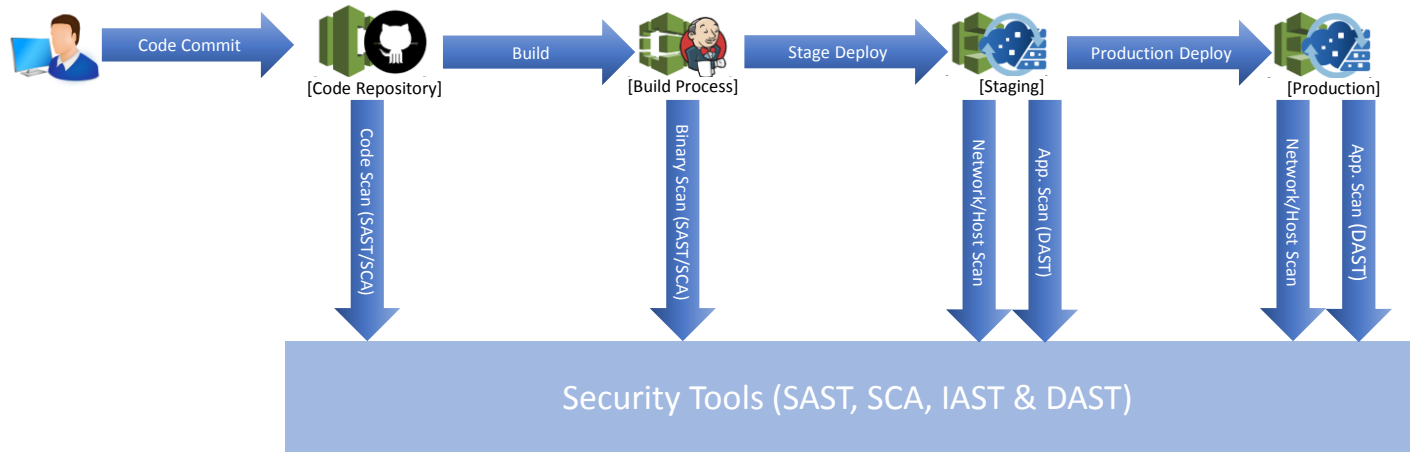 Code Commit
Build
Stage Deploy
Production Deploy
[Code Repository]
[Build Process]
[Staging]
[Production]
Code Scan (SAST/SCA)
Binary Scan (SAST/SCA)
Network/Host Scan
App. Scan (DAST)
Network/Host Scan
App. Scan (DAST)
Security Tools (SAST, SCA, IAST & DAST)